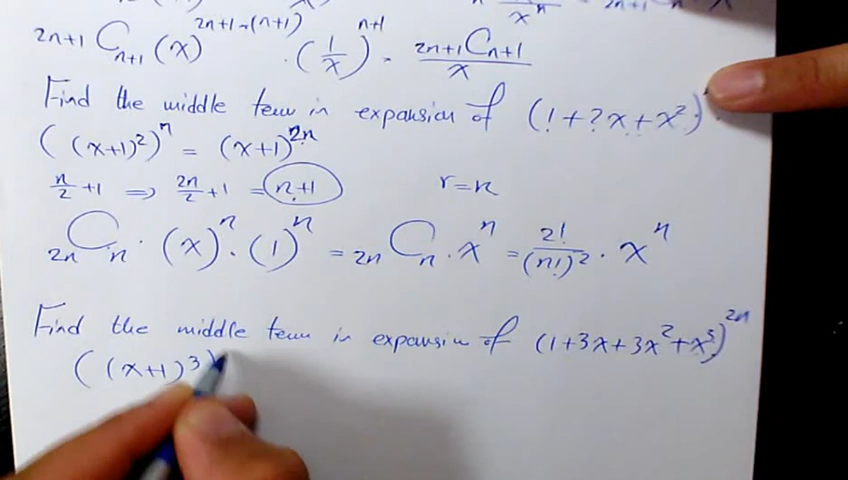 2n+1 C n+1 (x)^2n+1-(n+1) · (1/x)^n+1 = 2n+1 C n+1 / x
Find the middle term in expansion of (1+2x+x²)
((x+1)²)^n = (x+1)^2n
n/2 +1 ⇒ 2n/2 +1 = n+1 r=n
2n C n · (x)^n · (1)^n = 2n C n · x^n = 2!/(n!)² · x^n
Find the middle term in expansion of (1+3x+3x²+x³)^2n
((x+1)³)